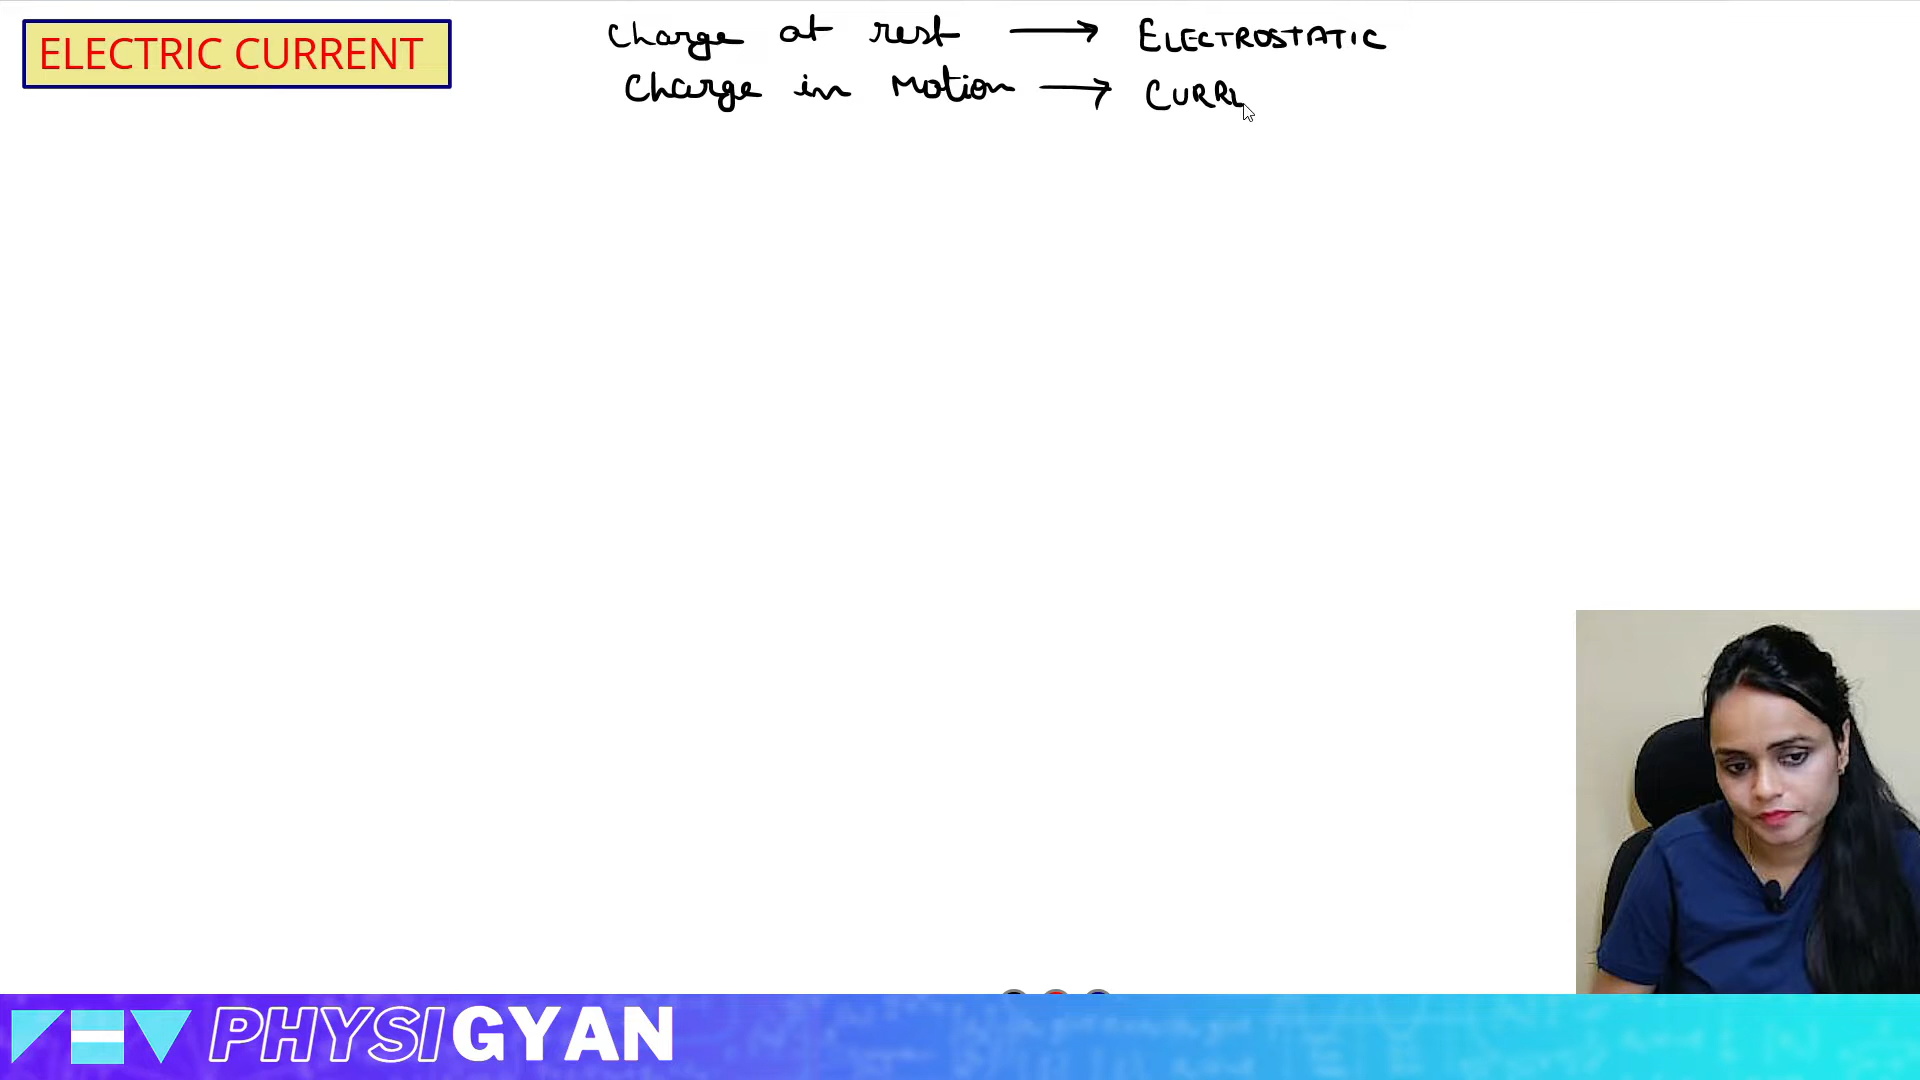 ELECTRIC CURRENT
Charge at rest → ELECTROSTATIC
Charge in Motion → CURRE
PHYSIGYAN